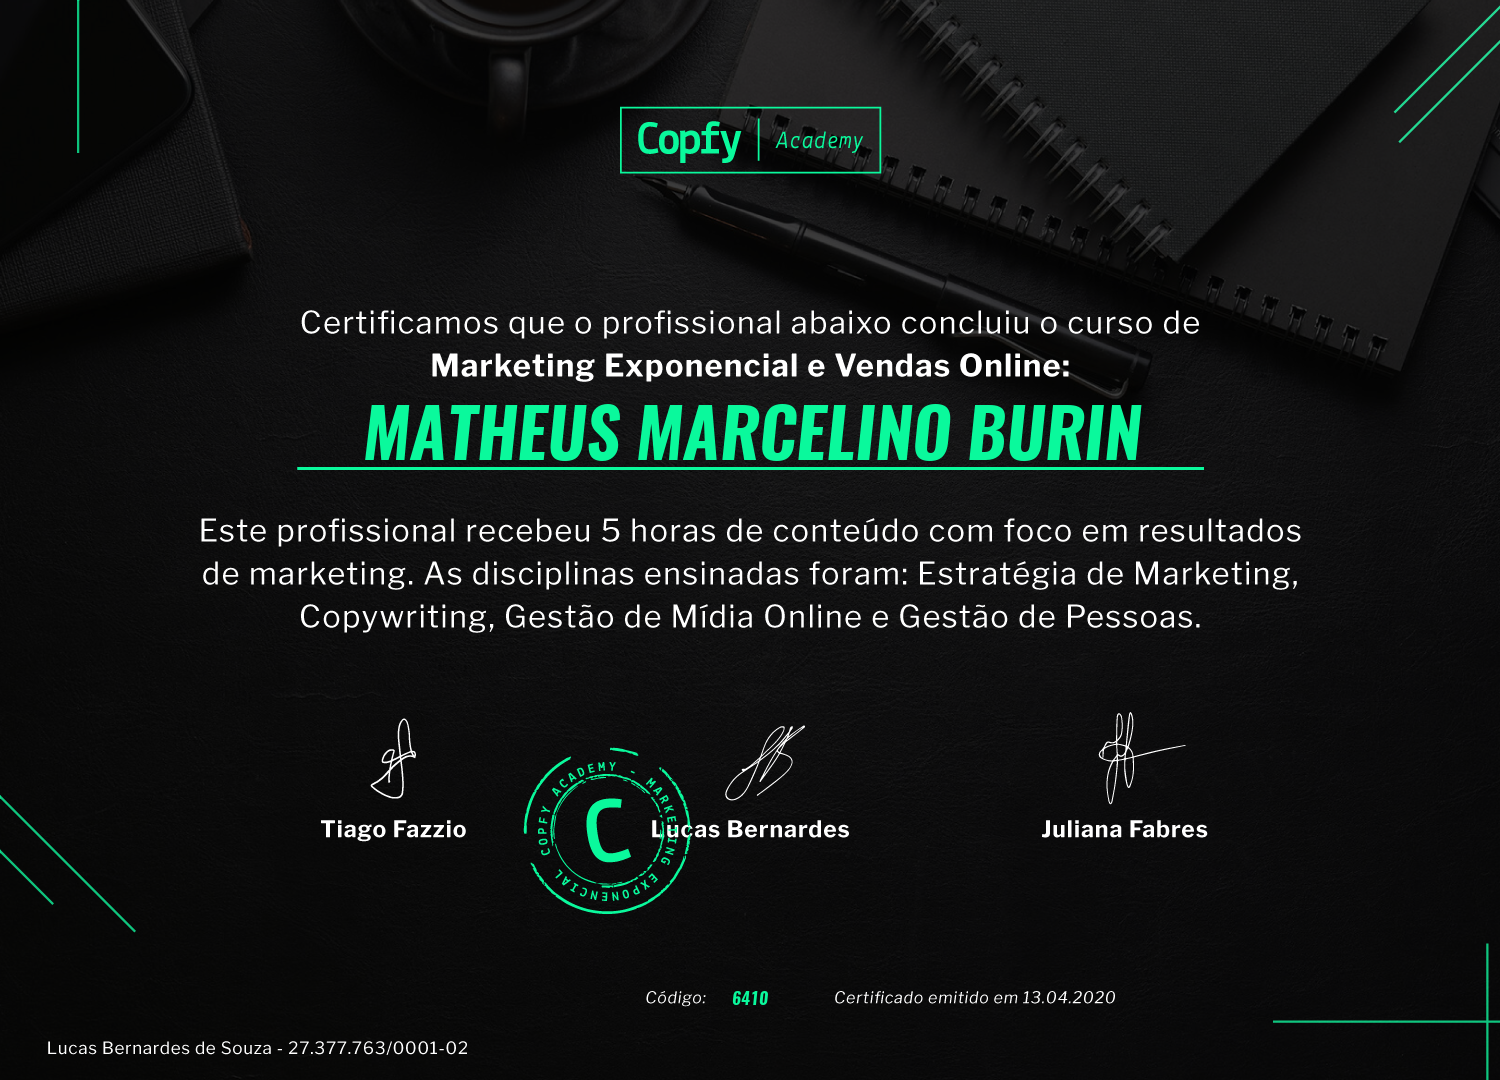 Copfy | Academy
Certificamos que o profissional abaixo concluiu o curso de
Marketing Exponencial e Vendas Online:
MATHEUS MARCELINO BURIN
Este profissional recebeu 5 horas de conteúdo com foco em resultados
de marketing. As disciplinas ensinadas foram: Estratégia de Marketing,
Copywriting, Gestão de Mídia Online e Gestão de Pessoas.
COPFY ACADEMY - MARKETING EXPONENCIAL
C
Tiago Fazzio
Lucas Bernardes
Juliana Fabres
Código: 6410
Certificado emitido em 13.04.2020
Lucas Bernardes de Souza - 27.377.763/0001-02